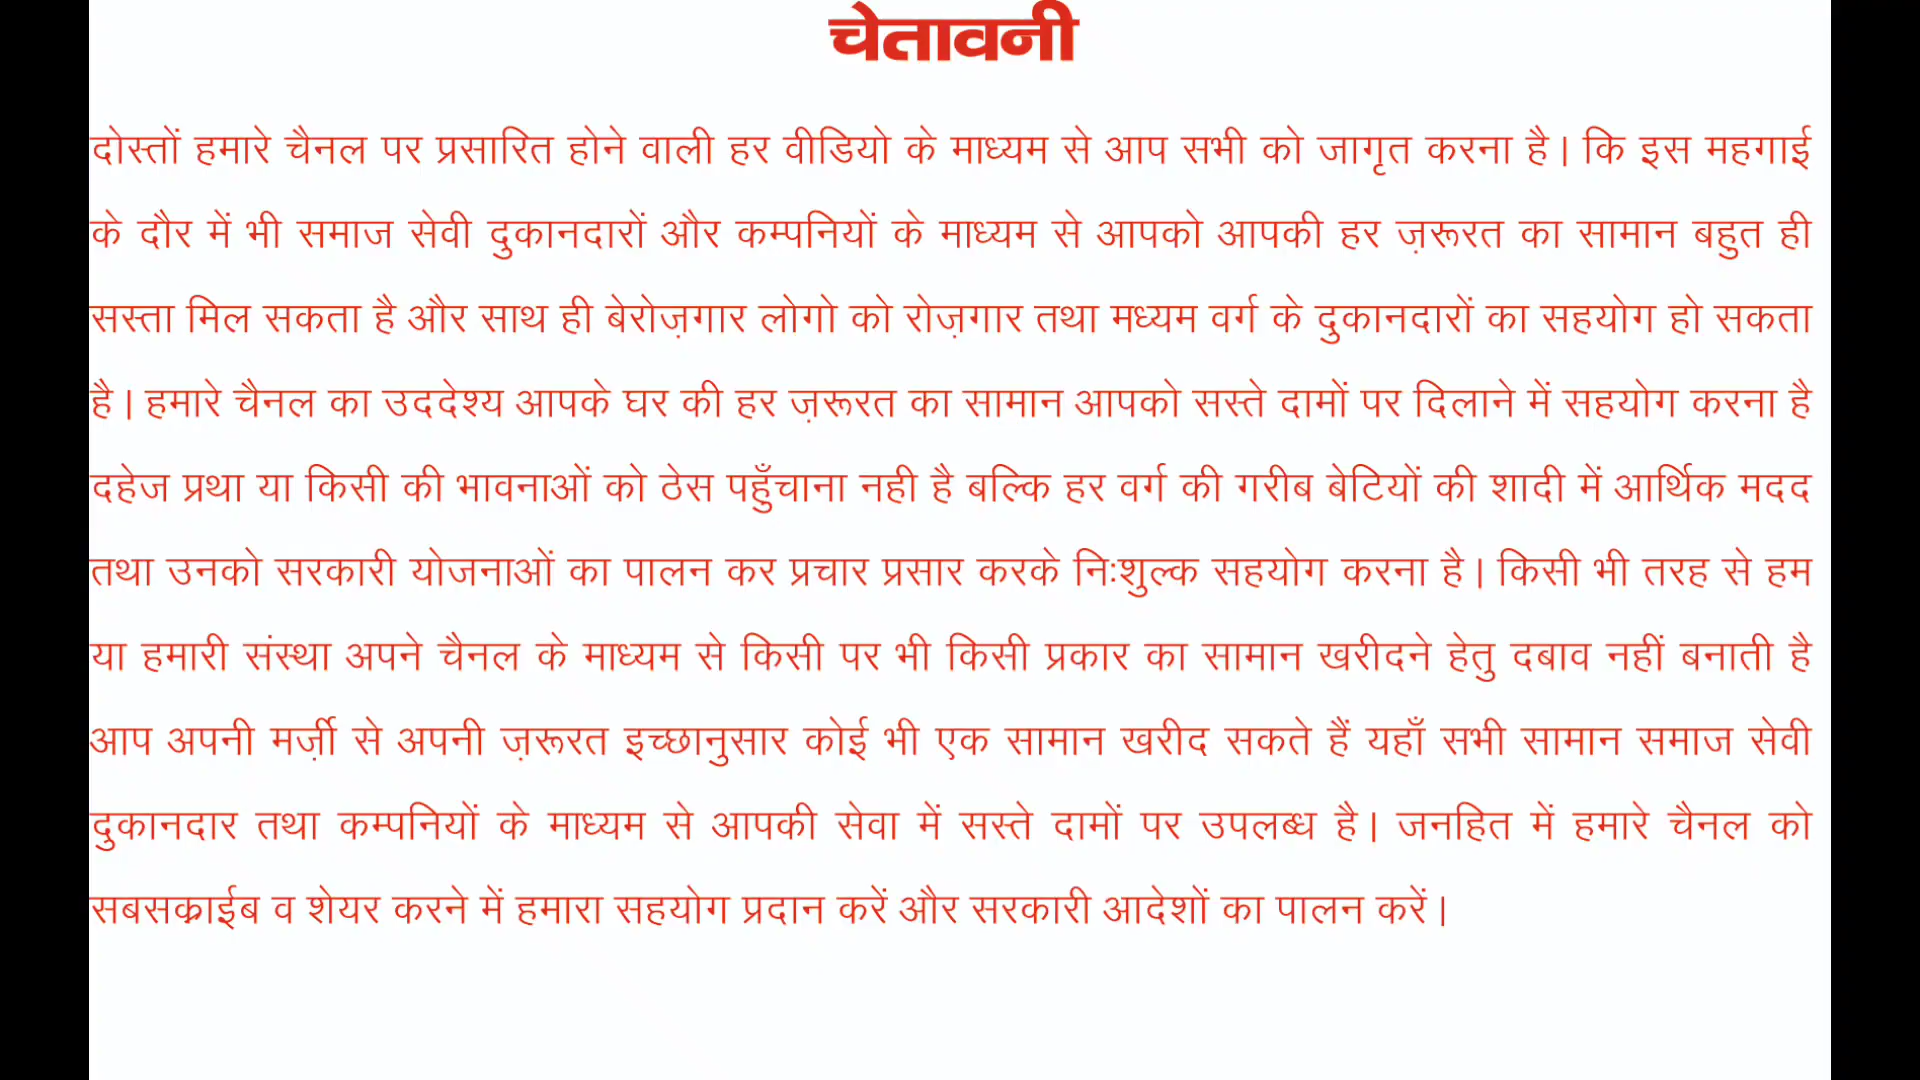 चेतावनी
दोस्तों हमारे चैनल पर प्रसारित होने वाली हर वीडियो के माध्यम से आप सभी को जागृत करना है। कि इस महगाई
के दौर में भी समाज सेवी दुकानदारों और कम्पनियों के माध्यम से आपको आपकी हर ज़रूरत का सामान बहुत ही
सस्ता मिल सकता है और साथ ही बेरोज़गार लोगो को रोज़गार तथा मध्यम वर्ग के दुकानदारों का सहयोग हो सकता
है। हमारे चैनल का उददेश्य आपके घर की हर ज़रूरत का सामान आपको सस्ते दामों पर दिलाने में सहयोग करना है
दहेज प्रथा या किसी की भावनाओं को ठेस पहुँचाना नही है बल्कि हर वर्ग की गरीब बेटियों की शादी में आर्थिक मदद
तथा उनको सरकारी योजनाओं का पालन कर प्रचार प्रसार करके निःशुल्क सहयोग करना है। किसी भी तरह से हम
या हमारी संस्था अपने चैनल के माध्यम से किसी पर भी किसी प्रकार का सामान खरीदने हेतु दबाव नहीं बनाती है
आप अपनी मर्ज़ी से अपनी ज़रूरत इच्छानुसार कोई भी एक सामान खरीद सकते हैं यहाँ सभी सामान समाज सेवी
दुकानदार तथा कम्पनियों के माध्यम से आपकी सेवा में सस्ते दामों पर उपलब्ध है। जनहित में हमारे चैनल को
सबसक्राईब व शेयर करने में हमारा सहयोग प्रदान करें और सरकारी आदेशों का पालन करें।